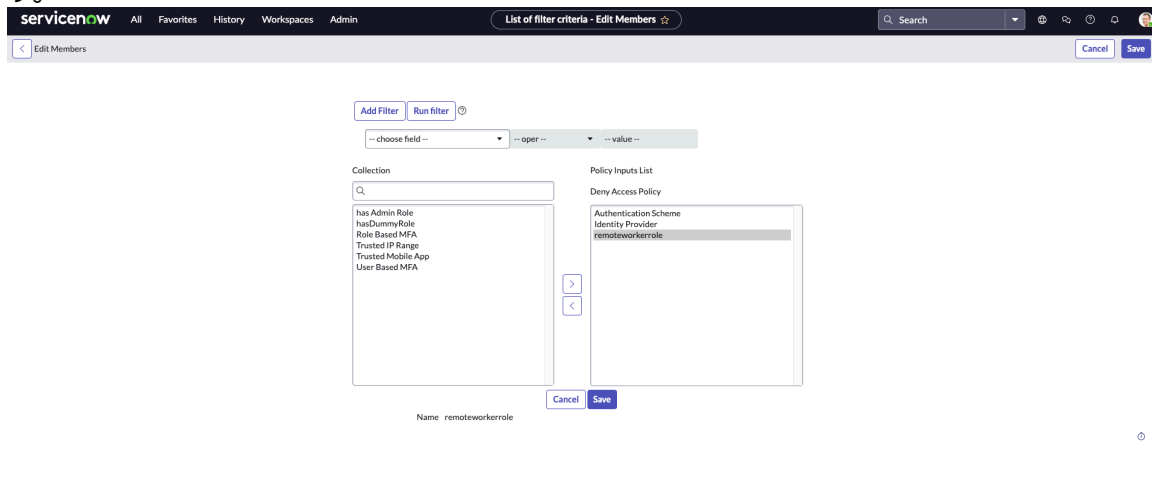 servicenow All Favorites History Workspaces Admin List of filter criteria - Edit Members Search
Edit Members Cancel Save
Add Filter Run filter
-- choose field -- -- oper -- -- value --
Collection Policy Inputs List
Deny Access Policy
has Admin Role
hasDummyRole
Role Based MFA
Trusted IP Range
Trusted Mobile App
User Based MFA
Authentication Scheme
Identity Provider
remoteworkerrole
Cancel Save
Name remoteworkerrole